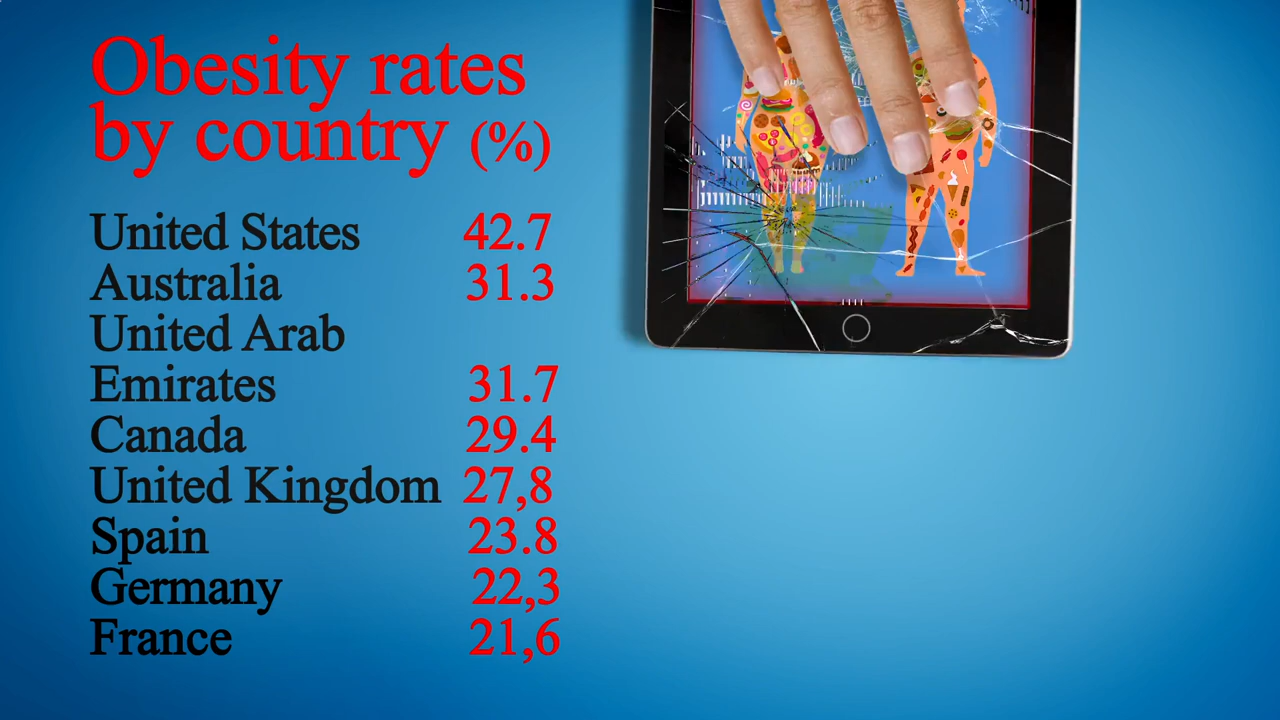 Obesity rates
by country (%)
United States 42.7
Australia 31.3
United Arab
Emirates 31.7
Canada 29.4
United Kingdom 27,8
Spain 23.8
Germany 22,3
France 21,6